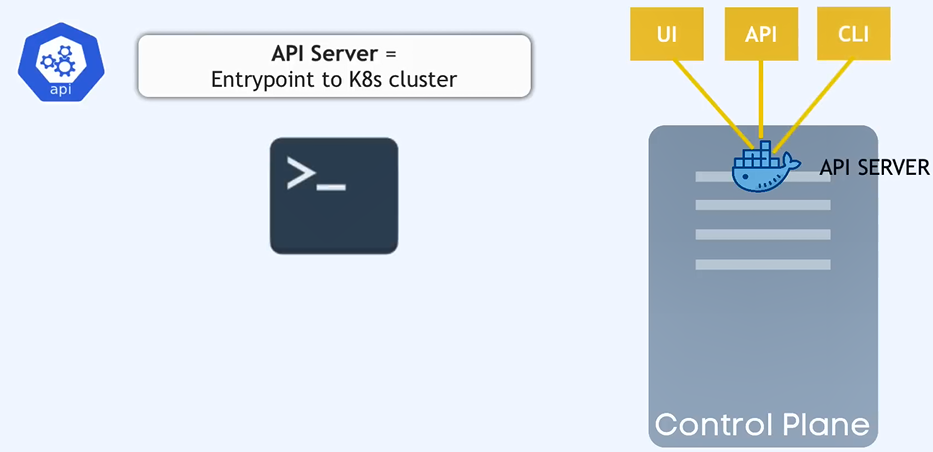 api
API Server =
Entrypoint to K8s cluster
>_
UI
API
CLI
API SERVER
Control Plane